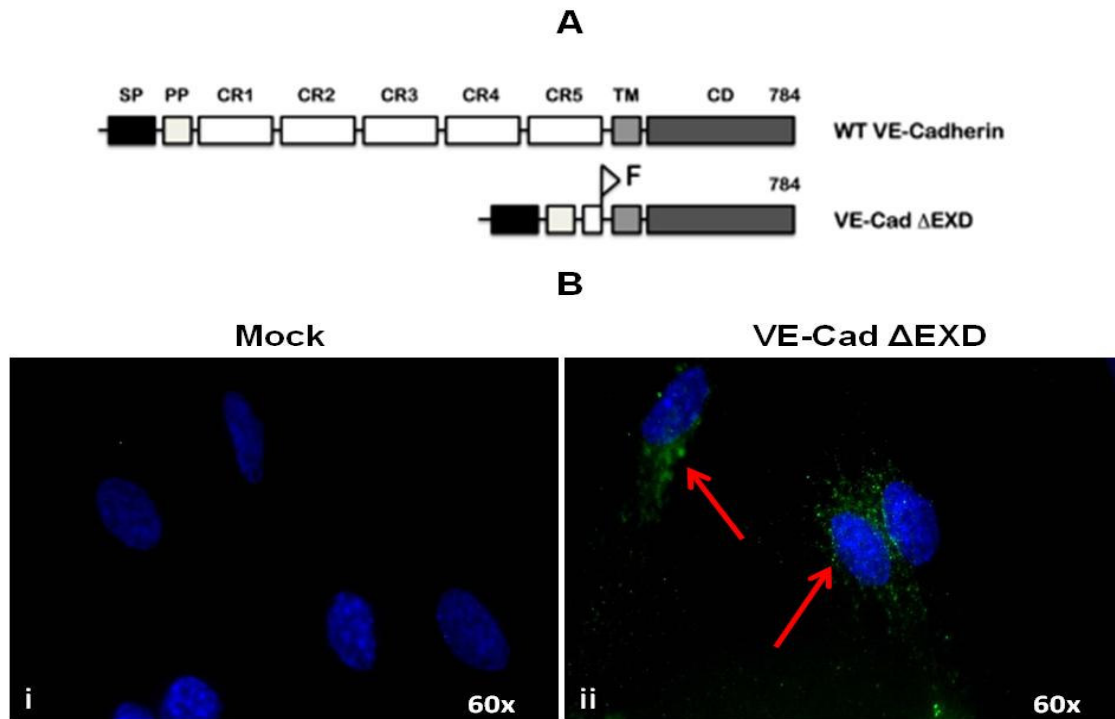 A
SP PP CR1 CR2 CR3 CR4 CR5 TM CD 784
WT VE-Cadherin
F
784
VE-Cad ΔEXD
B
Mock
VE-Cad ΔEXD
i
60x
ii
60x